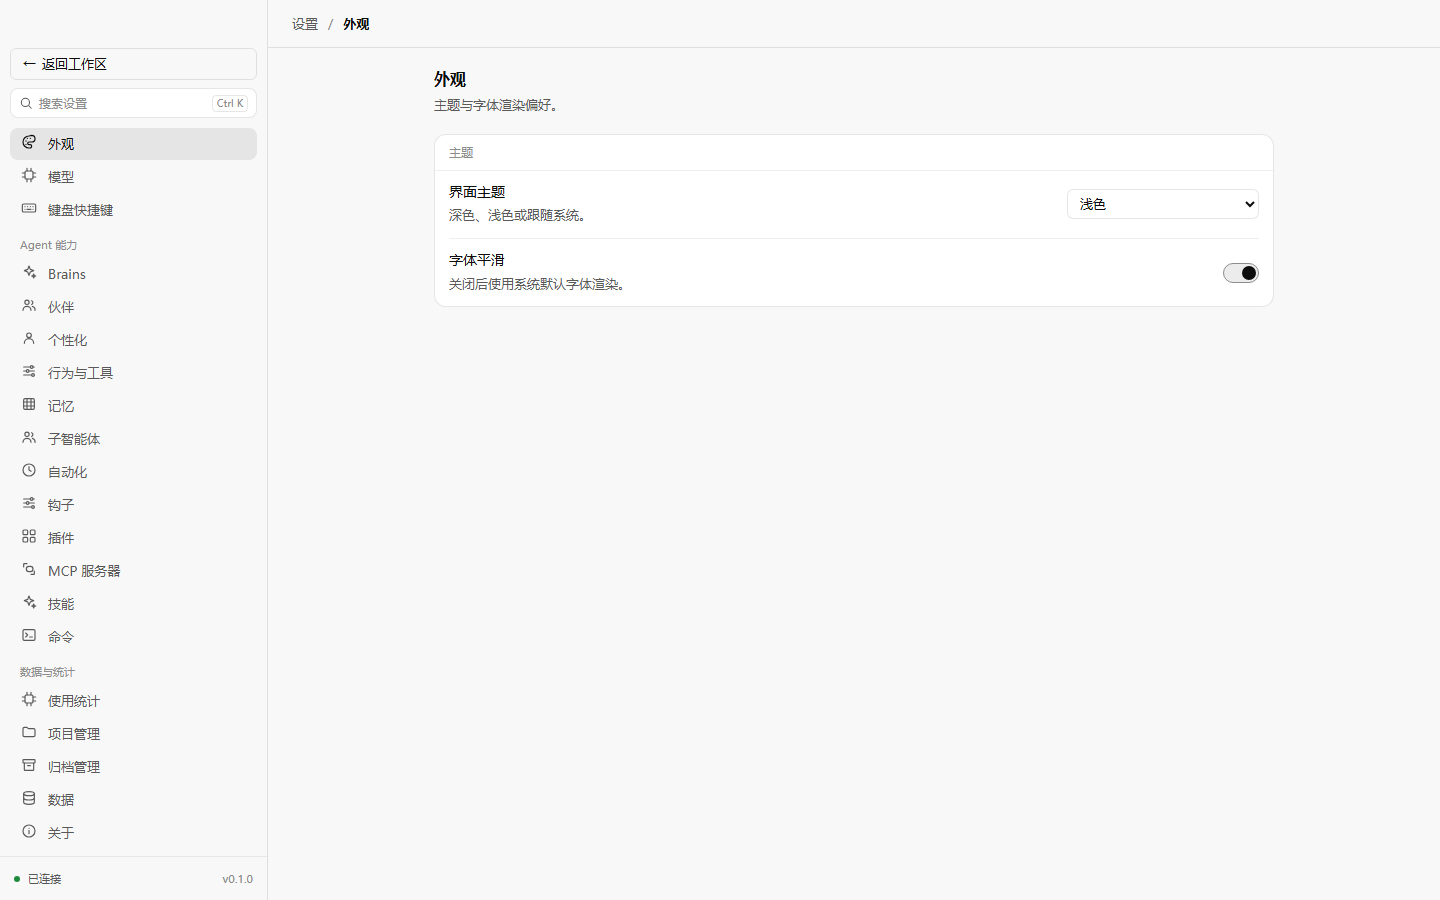 设置 / 外观
← 返回工作区
搜索设置 Ctrl K
外观
模型
键盘快捷键
Agent 能力
Brains
伙伴
个性化
行为与工具
记忆
子智能体
自动化
钩子
插件
MCP 服务器
技能
命令
数据与统计
使用统计
项目管理
归档管理
数据
关于
已连接 v0.1.0
外观
主题与字体渲染偏好。
主题
界面主题
深色、浅色或跟随系统。
浅色
字体平滑
关闭后使用系统默认字体渲染。